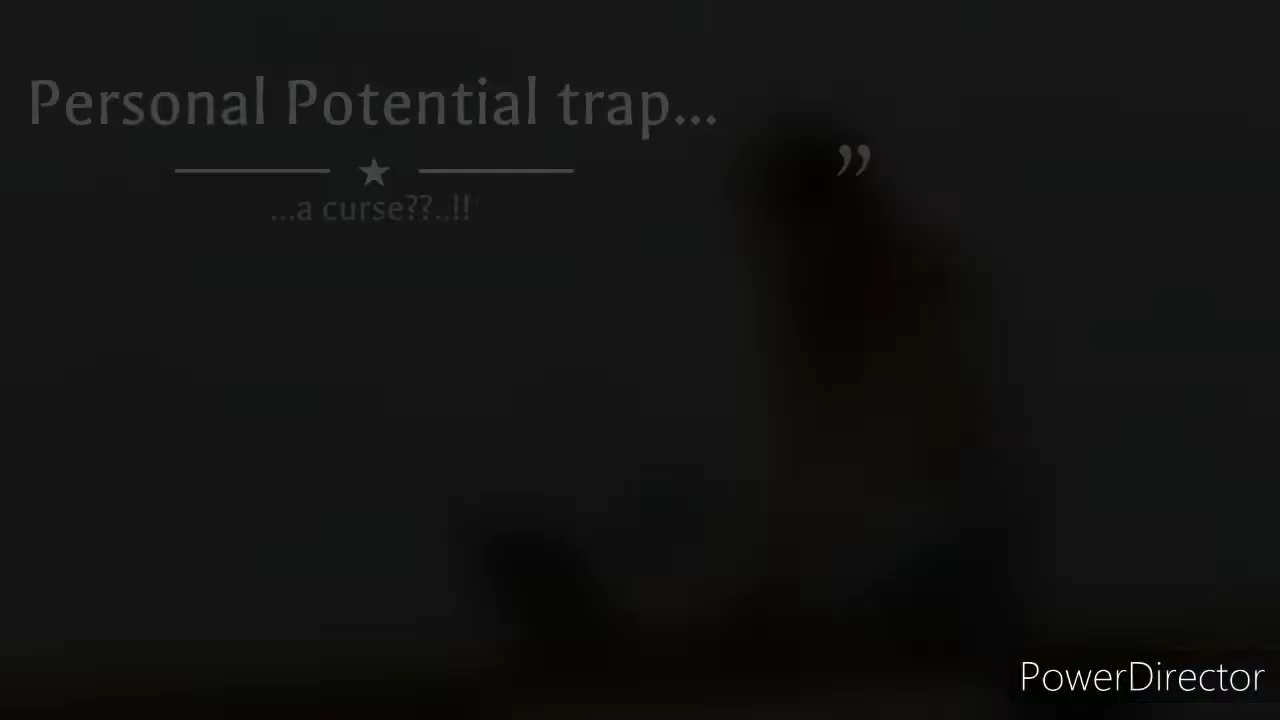 Personal Potential trap...
”
...a curse??..!!
PowerDirector